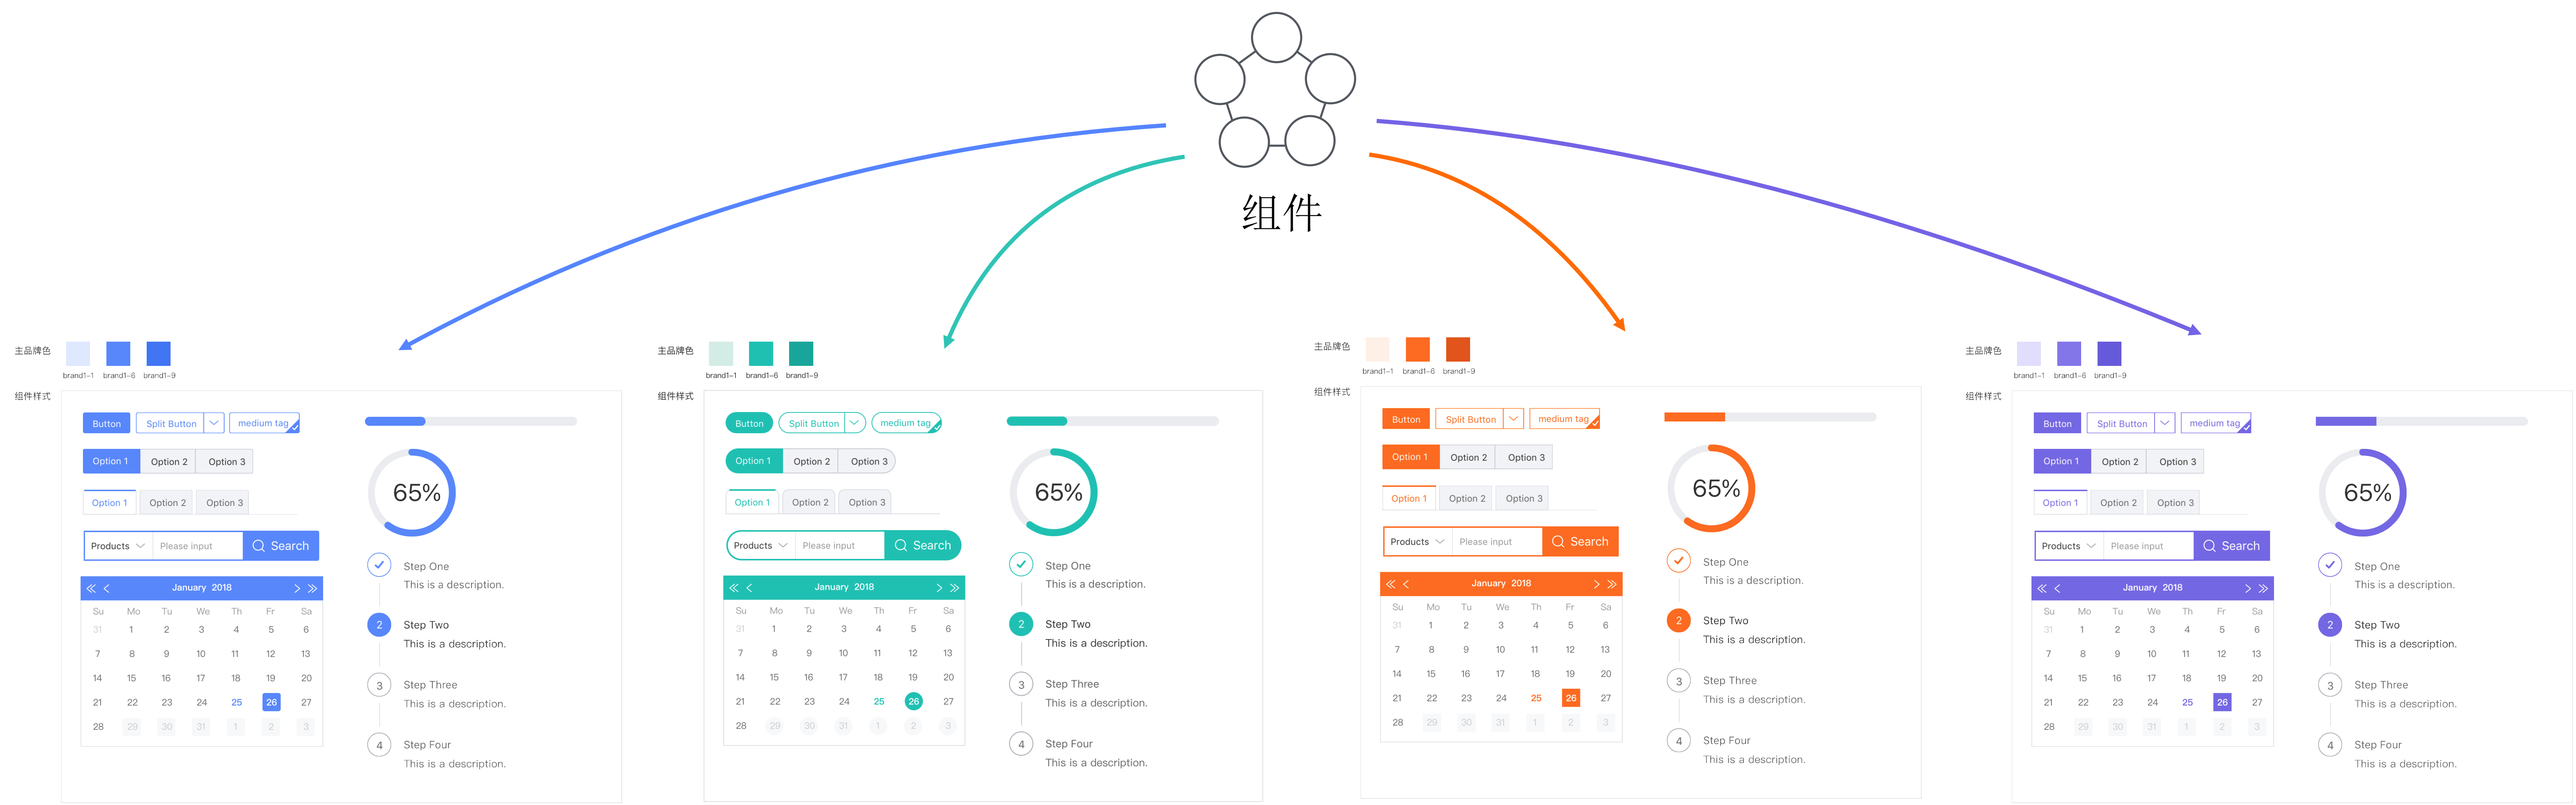 组件
主品牌色
brand1-1 brand1-6 brand1-9
组件样式
Button Split Button medium tag
Option 1 Option 2 Option 3
Option 1 Option 2 Option 3
Products Please input Search
January 2018
Su Mo Tu We Th Fr Sa
31 1 2 3 4 5 6
7 8 9 10 11 12 13
14 15 16 17 18 19 20
21 22 23 24 25 26 27
28 29 30 31 1 2 3
65%
Step One
This is a description.
2 Step Two
This is a description.
3 Step Three
This is a description.
4 Step Four
This is a description.
主品牌色
brand1-1 brand1-6 brand1-9
组件样式
Button Split Button medium tag
Option 1 Option 2 Option 3
Option 1 Option 2 Option 3
Products Please input Search
January 2018
Su Mo Tu We Th Fr Sa
31 1 2 3 4 5 6
7 8 9 10 11 12 13
14 15 16 17 18 19 20
21 22 23 24 25 26 27
28 29 30 31 1 2 3
65%
Step One
This is a description.
2 Step Two
This is a description.
3 Step Three
This is a description.
4 Step Four
This is a description.
主品牌色
brand1-1 brand1-6 brand1-9
组件样式
Button Split Button medium tag
Option 1 Option 2 Option 3
Option 1 Option 2 Option 3
Products Please input Search
January 2018
Su Mo Tu We Th Fr Sa
31 1 2 3 4 5 6
7 8 9 10 11 12 13
14 15 16 17 18 19 20
21 22 23 24 25 26 27
28 29 30 31 1 2 3
65%
Step One
This is a description.
2 Step Two
This is a description.
3 Step Three
This is a description.
4 Step Four
This is a description.
主品牌色
brand1-1 brand1-6 brand1-9
组件样式
Button Split Button medium tag
Option 1 Option 2 Option 3
Option 1 Option 2 Option 3
Products Please input Search
January 2018
Su Mo Tu We Th Fr Sa
31 1 2 3 4 5 6
7 8 9 10 11 12 13
14 15 16 17 18 19 20
21 22 23 24 25 26 27
28 29 30 31 1 2 3
65%
Step One
This is a description.
2 Step Two
This is a description.
3 Step Three
This is a description.
4 Step Four
This is a description.